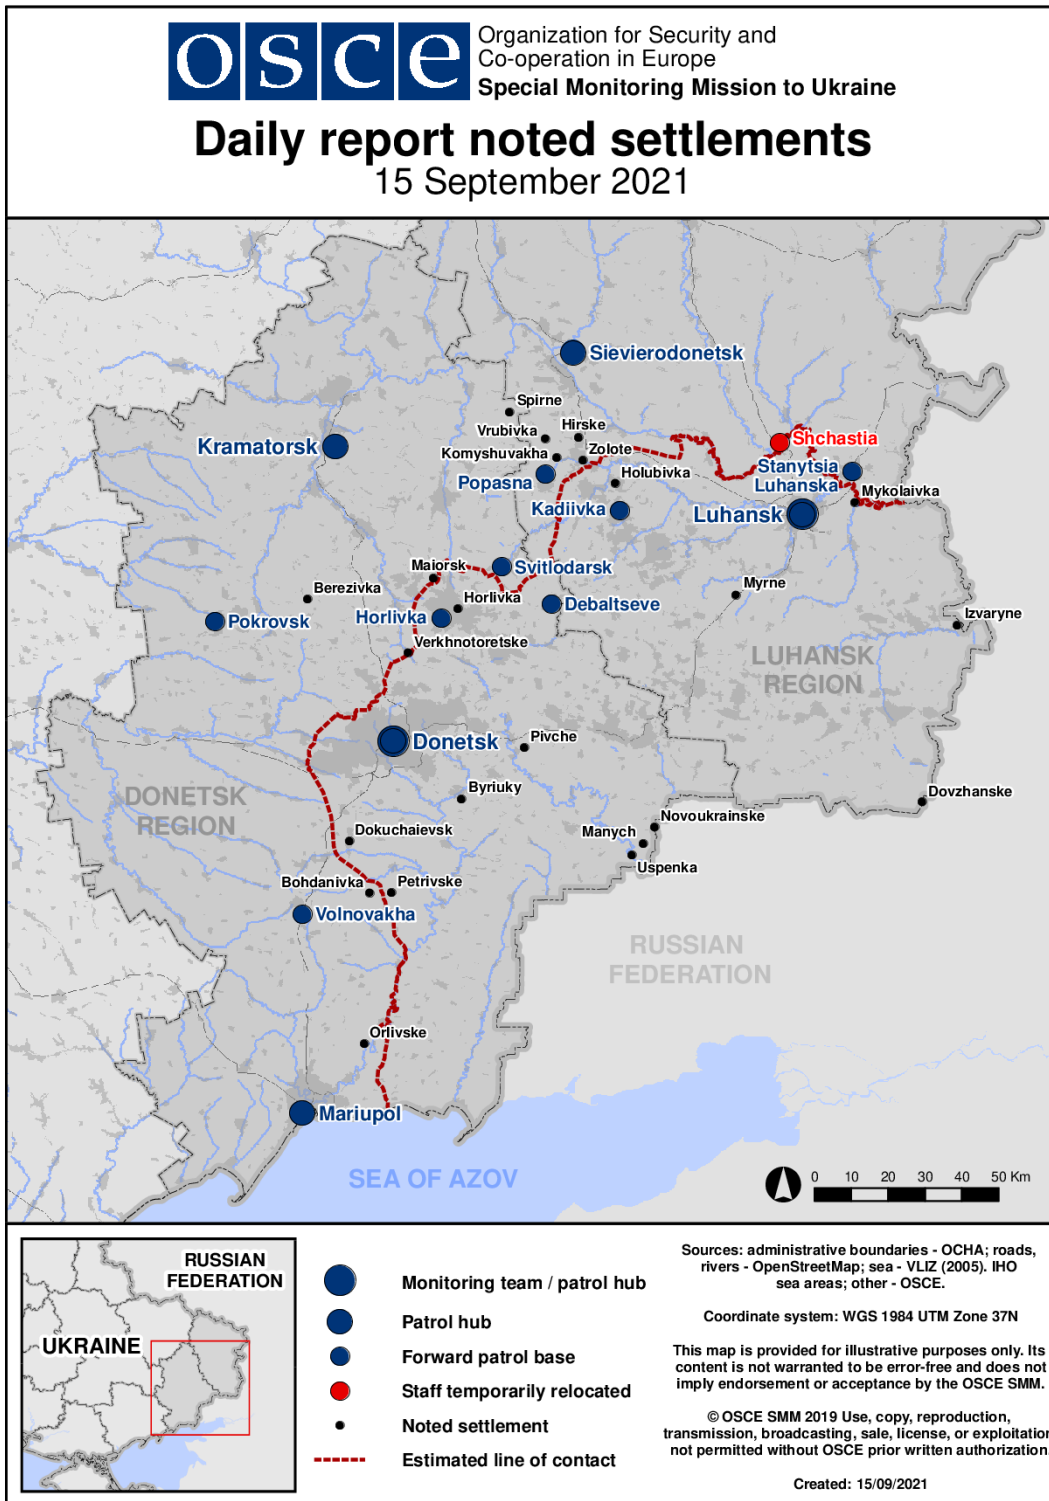 osce
Organization for Security and
Co-operation in Europe
Special Monitoring Mission to Ukraine
Daily report noted settlements
15 September 2021
Sievierodonetsk
Spirne
Vrubivka
Hirske
Kramatorsk
Shchastia
Komyshuvakha
Zolote
Popasna
Holubivka
Stanytsia
Luhanska
Mykolaivka
Kadiivka
Luhansk
Maiorsk
Svitlodarsk
Berezivka
Horlivka
Debaltseve
Myrne
Pokrovsk
Horlivka
Izvaryne
Verkhnotoretske
LUHANSK
REGION
Donetsk
Pivche
Byriuky
Dovzhanske
DONETSK
REGION
Dokuchaievsk
Novoukrainske
Manych
Uspenka
Bohdanivka
Petrivske
Volnovakha
RUSSIAN
FEDERATION
Orlivske
Mariupol
SEA OF AZOV
0 10 20 30 40 50 Km
RUSSIAN
FEDERATION
UKRAINE
Monitoring team / patrol hub
Patrol hub
Forward patrol base
Staff temporarily relocated
Noted settlement
Estimated line of contact
Sources: administrative boundaries - OCHA; roads,
rivers - OpenStreetMap; sea - VLIZ (2005). IHO
sea areas; other - OSCE.
Coordinate system: WGS 1984 UTM Zone 37N
This map is provided for illustrative purposes only. Its
content is not warranted to be error-free and does not
imply endorsement or acceptance by the OSCE SMM.
© OSCE SMM 2019 Use, copy, reproduction,
transmission, broadcasting, sale, license, or exploitation
not permitted without OSCE prior written authorization.
Created: 15/09/2021